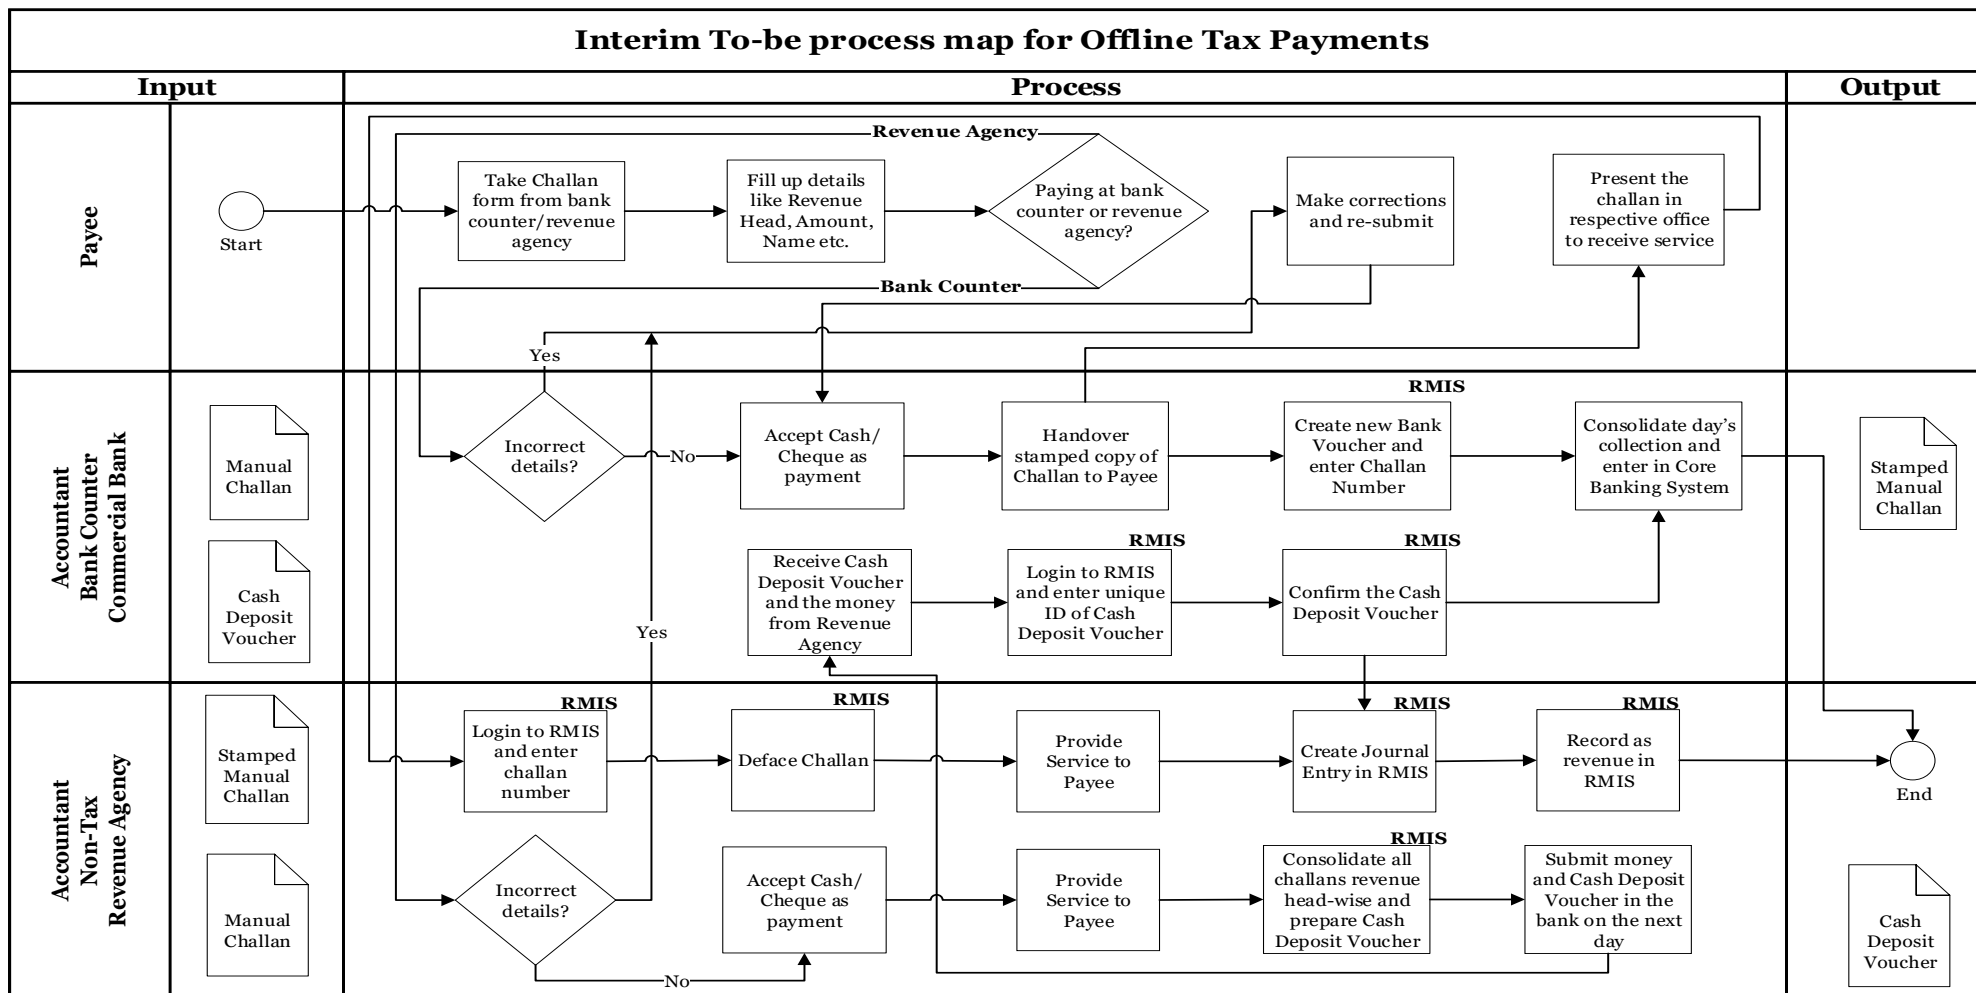 Interim To-be process map for Offline Tax Payments
Input
Process
Output
Payee
Start
Take Challan
form from bank
counter/revenue
agency
Fill up details
like Revenue
Head, Amount,
Name etc.
Revenue Agency
Paying at bank
counter or revenue
agency?
Bank Counter
Make corrections
and re-submit
Present the
challan in
respective office
to receive service
Yes
Accountant
Bank Counter
Commercial Bank
Manual
Challan
Cash
Deposit
Voucher
Incorrect
details?
No
Accept Cash/
Cheque as
payment
Handover
stamped copy of
Challan to Payee
RMIS
Create new Bank
Voucher and
enter Challan
Number
Consolidate day's
collection and
enter in Core
Banking System
Stamped
Manual
Challan
Receive Cash
Deposit Voucher
and the money
from Revenue
Agency
RMIS
Login to RMIS
and enter unique
ID of Cash
Deposit Voucher
RMIS
Confirm the Cash
Deposit Voucher
Yes
Accountant
Non-Tax
Revenue Agency
Stamped
Manual
Challan
Manual
Challan
RMIS
Login to RMIS
and enter
challan
number
RMIS
Deface Challan
Provide
Service to
Payee
RMIS
Create Journal
Entry in RMIS
RMIS
Record as
revenue in
RMIS
End
Incorrect
details?
No
Accept Cash/
Cheque as
payment
Provide
Service to
Payee
RMIS
Consolidate all
challans revenue
head-wise and
prepare Cash
Deposit Voucher
Submit money
and Cash Deposit
Voucher in the
bank on the next
day
Cash
Deposit
Voucher